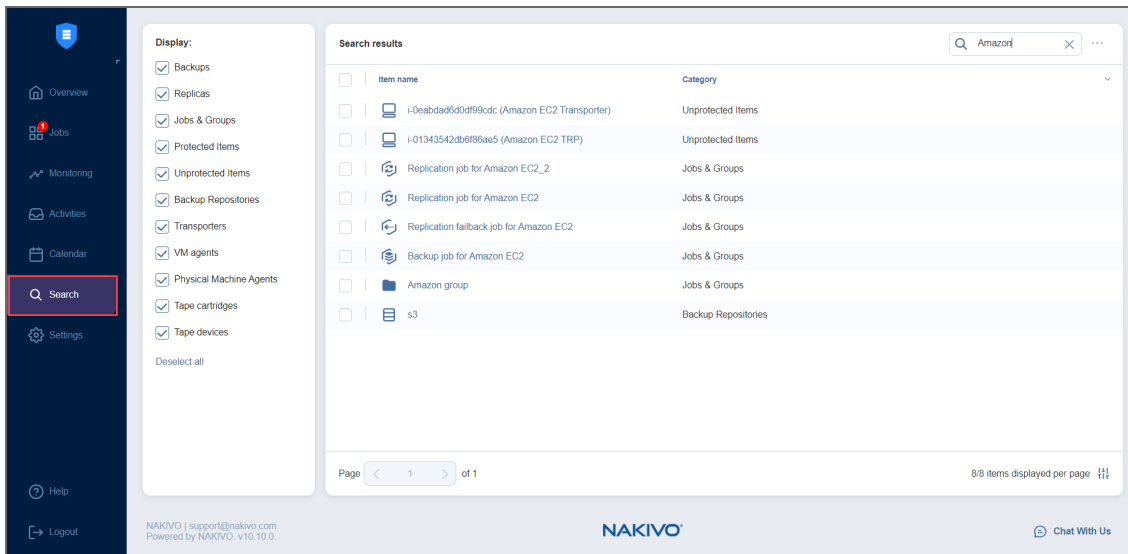 Overview
1
Jobs
Monitoring
Activities
Calendar
Search
Settings
Help
Logout
Display:
Backups
Replicas
Jobs & Groups
Protected Items
Unprotected Items
Backup Repositories
Transporters
VM agents
Physical Machine Agents
Tape cartridges
Tape devices
Deselect all
Search results
Amazon
Item name Category
i-0eabdad6d0df99cdc (Amazon EC2 Transporter) Unprotected Items
i-01343542db6f86ae5 (Amazon EC2 TRP) Unprotected Items
Replication job for Amazon EC2_2 Jobs & Groups
Replication job for Amazon EC2 Jobs & Groups
Replication failback job for Amazon EC2 Jobs & Groups
Backup job for Amazon EC2 Jobs & Groups
Amazon group Jobs & Groups
s3 Backup Repositories
Page 1 of 1
8/8 items displayed per page
NAKIVO | support@nakivo.com
Powered by NAKIVO. v10.10.0.
NAKIVO
Chat With Us